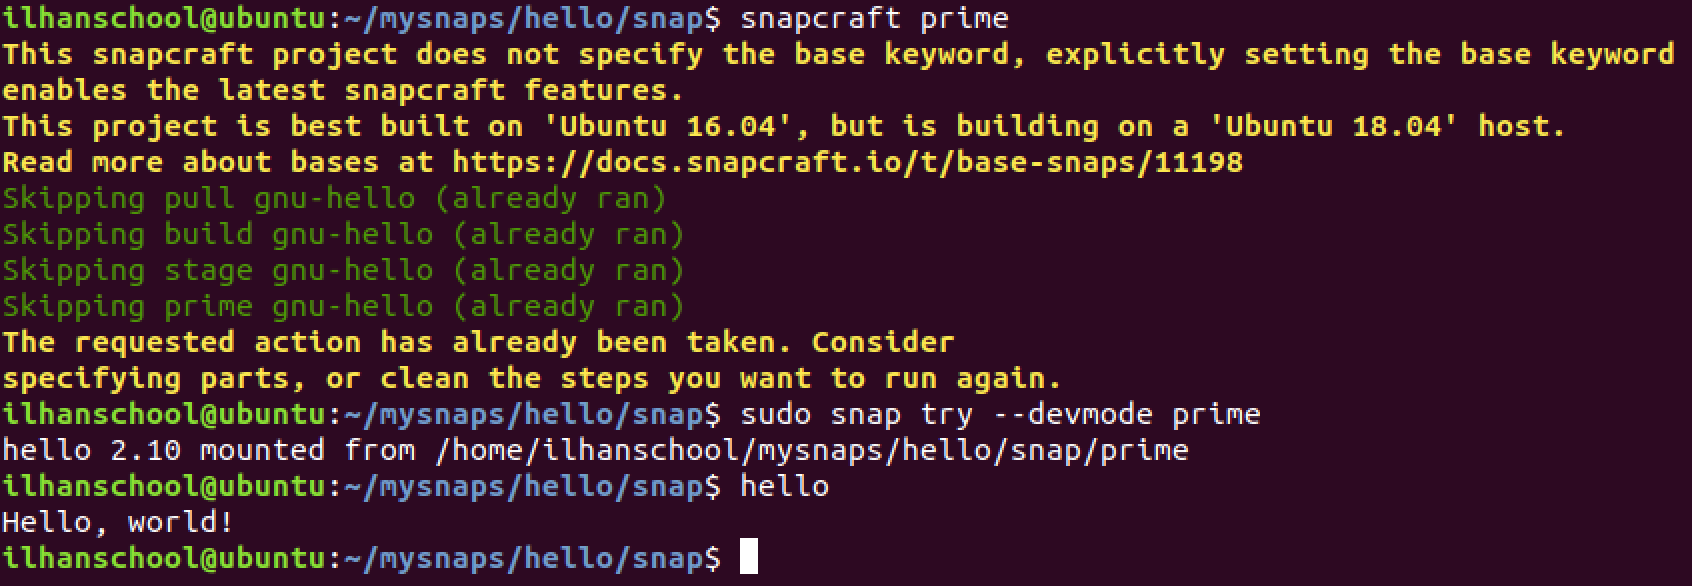 ilhanschool@ubuntu:~/mysnaps/hello/snap$ snapcraft prime
This snapcraft project does not specify the base keyword, explicitly setting the base keyword
enables the latest snapcraft features.
This project is best built on 'Ubuntu 16.04', but is building on a 'Ubuntu 18.04' host.
Read more about bases at https://docs.snapcraft.io/t/base-snaps/11198
Skipping pull gnu-hello (already ran)
Skipping build gnu-hello (already ran)
Skipping stage gnu-hello (already ran)
Skipping prime gnu-hello (already ran)
The requested action has already been taken. Consider
specifying parts, or clean the steps you want to run again.
ilhanschool@ubuntu:~/mysnaps/hello/snap$ sudo snap try --devmode prime
hello 2.10 mounted from /home/ilhanschool/mysnaps/hello/snap/prime
ilhanschool@ubuntu:~/mysnaps/hello/snap$ hello
Hello, world!
ilhanschool@ubuntu:~/mysnaps/hello/snap$